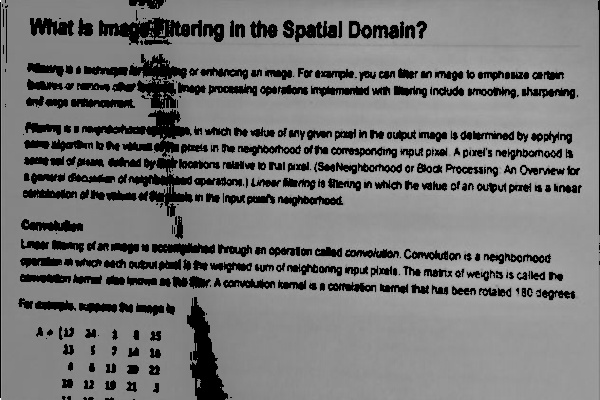 What Is Image Filtering in the Spatial Domain?
Filtering is a technique for modifying or enhancing an image. For example, you can filter an image to emphasize certain
features or remove other features. Image processing operations implemented with filtering include smoothing, sharpening,
and edge enhancement.
Filtering is a neighborhood operation, in which the value of any given pixel in the output image is determined by applying
some algorithm to the values of the pixels in the neighborhood of the corresponding input pixel. A pixel's neighborhood is
some set of pixels, defined by their locations relative to that pixel. (SeeNeighborhood or Block Processing: An Overview for
a general discussion of neighborhood operations.) Linear filtering is filtering in which the value of an output pixel is a linear
combination of the values of the pixels in the input pixel's neighborhood.
Convolution
Linear filtering of an image is accomplished through an operation called convolution. Convolution is a neighborhood
operation in which each output pixel is the weighted sum of neighboring input pixels. The matrix of weights is called the
convolution kernel, also known as the filter. A convolution kernel is a correlation kernel that has been rotated 180 degrees.
For example, suppose the image is
A = [17 24 1 8 15
23 5 7 14 16
4 6 13 20 22
10 12 19 21 3